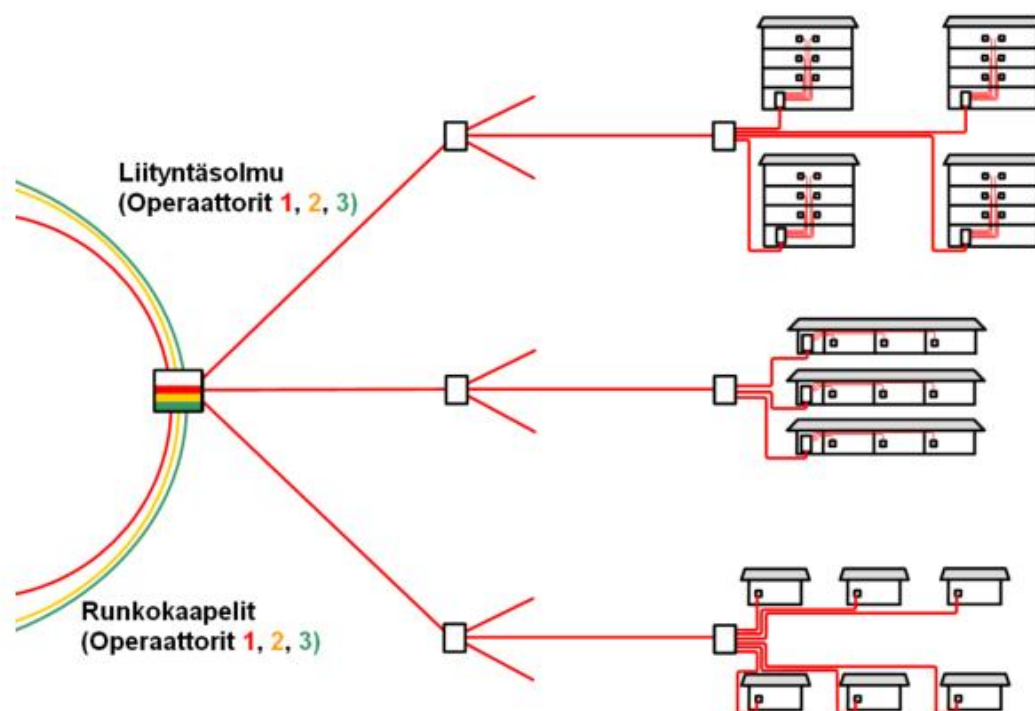 Liityntäsolmu
(Operaattorit 1, 2, 3)
Runkokaapelit
(Operaattorit 1, 2, 3)